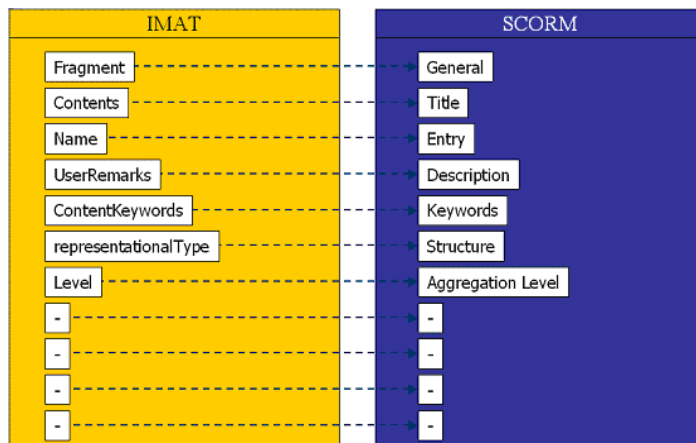 IMAT SCORM
Fragment General
Contents Title
Name Entry
UserRemarks Description
ContentKeywords Keywords
representationalType Structure
Level Aggregation Level
- -
- -
- -
- -